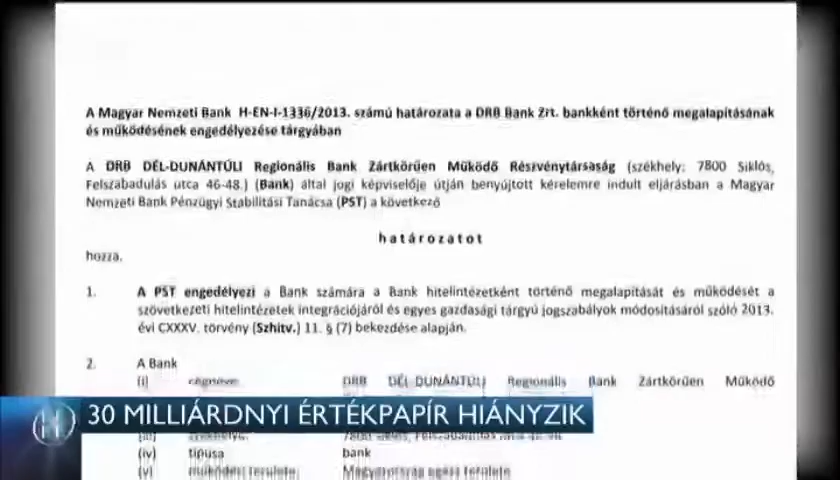 A Magyar Nemzeti Bank H-EN-I-1336/2013. számú határozata a DRB Bank Zrt. bankként történő megalapításának
és működésének engedélyezése tárgyában
A DRB DÉL-DUNÁNTÚLI Regionális Bank Zártkörűen Működő Részvénytársaság (székhely: 7800 Siklós,
Felszabadulás utca 46-48.) (Bank) által jogi képviselője útján benyújtott kérelemre indult eljárásban a Magyar
Nemzeti Bank Pénzügyi Stabilitási Tanácsa (PST) a következő
határozatot
hozza.
1. A PST engedélyezi a Bank számára a Bank hitelintézetként történő megalapítását és működését a
szövetkezeti hitelintézetek integrációjáról és egyes gazdasági tárgyú jogszabályok módosításáról szóló 2013.
évi CXXXV. törvény (Szhitv.) 11. § (7) bekezdése alapján.
2. A Bank
(i) cégneve: DRB DÉL-DUNÁNTÚLI Regionális Bank Zártkörűen Működő
30 MILLIÁRDNYI ÉRTÉKPAPÍR HIÁNYZIK
(iv) típusa bank
(v) működési területe: Magyarország egész területe